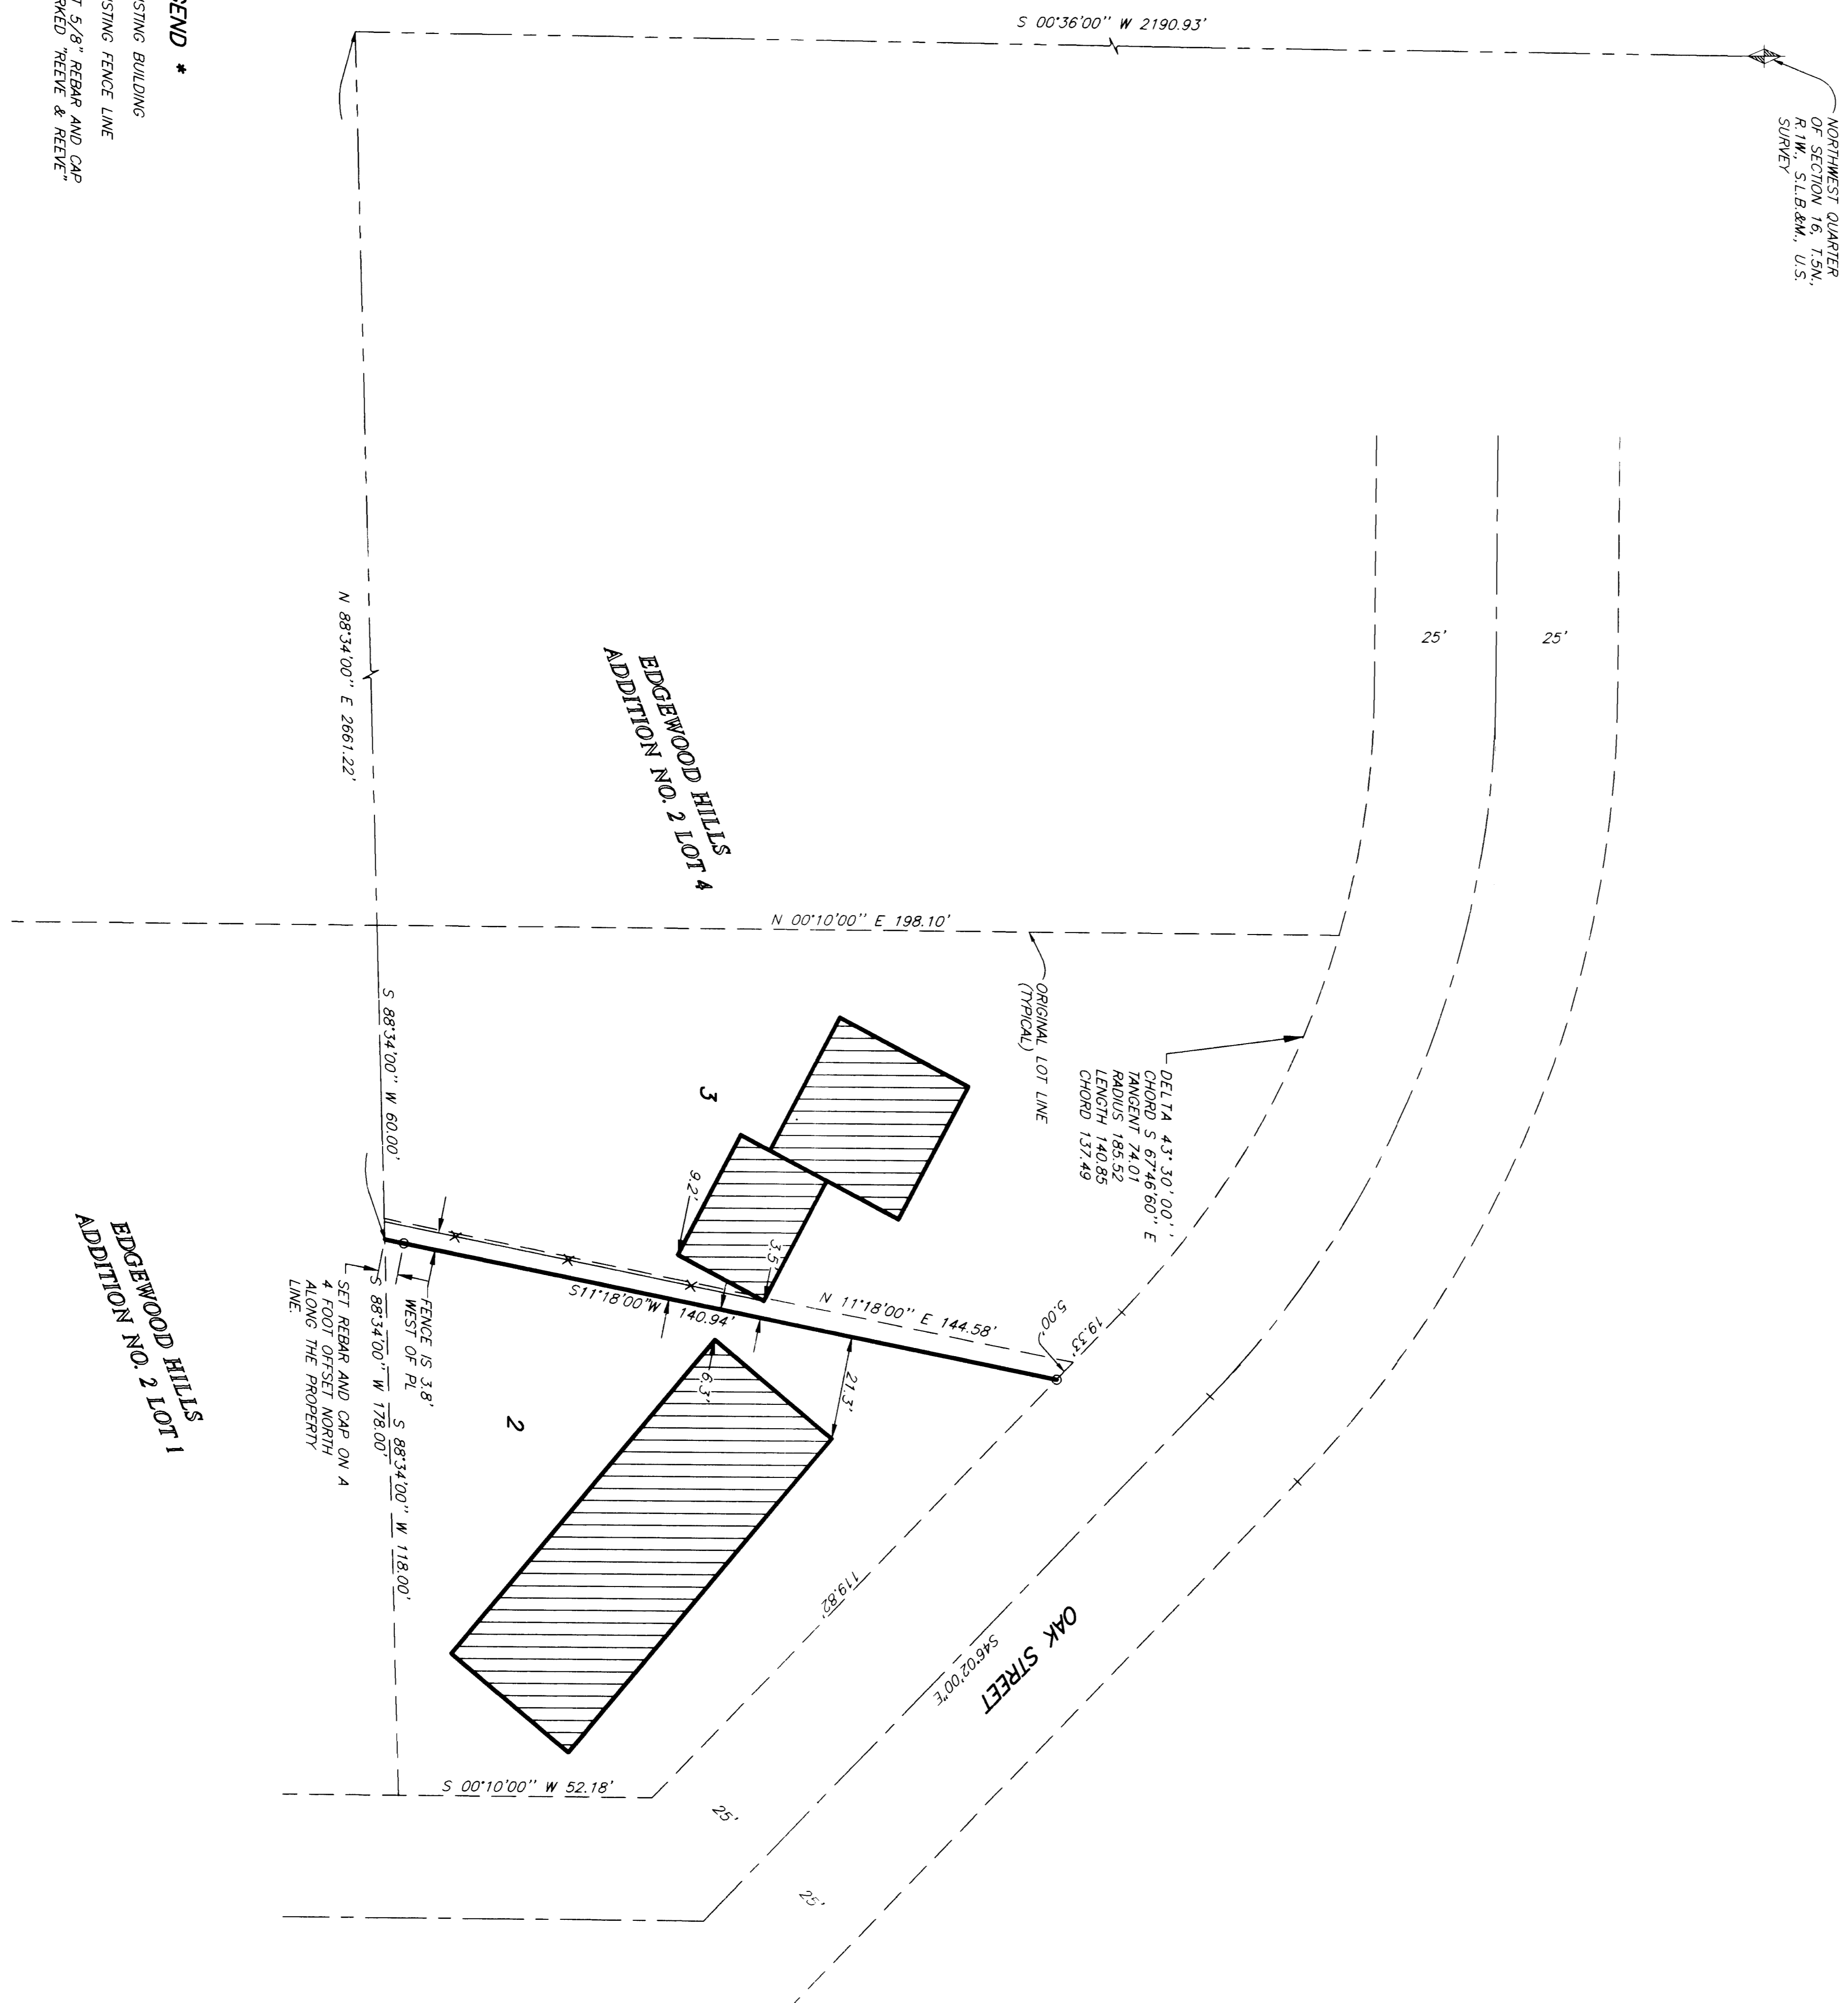 S 00°36'00" W 2190.93'
NORTHWEST QUARTER
OF SECTION 16, T.5N.,
R.1W., S.L.B.&M., U.S.
SURVEY
25'
25'
EDGEWOOD HILLS
ADDITION NO. 2 LOT 4
N 88°34'00" E 2661.22'
N 00°10'00" E 198.10'
ORIGINAL LOT LINE
(TYPICAL)
DELTA 43° 30' 00''
CHORD S 67°46'60" E
TANGENT 74.01
RADIUS 185.52
LENGTH 140.85
CHORD 137.49
3
9.2'
3.5'
S 88°34'00" W 60.00'
N 11°18'00" E 144.58'
S11°18'00"W
140.94'
5.00'
19.33'
21.3'
6.3'
2
FENCE IS 3.8'
WEST OF PL
S 88°34'00" W 118.00'
S 88°34'00" W 178.00'
SET REBAR AND CAP ON A
4 FOOT OFFSET NORTH
ALONG THE PROPERTY
LINE.
119.82'
S46°02'00"E
OAK STREET
S 00°10'00" W 52.18'
25'
25'
EDGEWOOD HILLS
ADDITION NO. 2 LOT 1
GEND *
STING BUILDING
STING FENCE LINE
T 5/8" REBAR AND CAP
RKED "REEVE & REEVE"